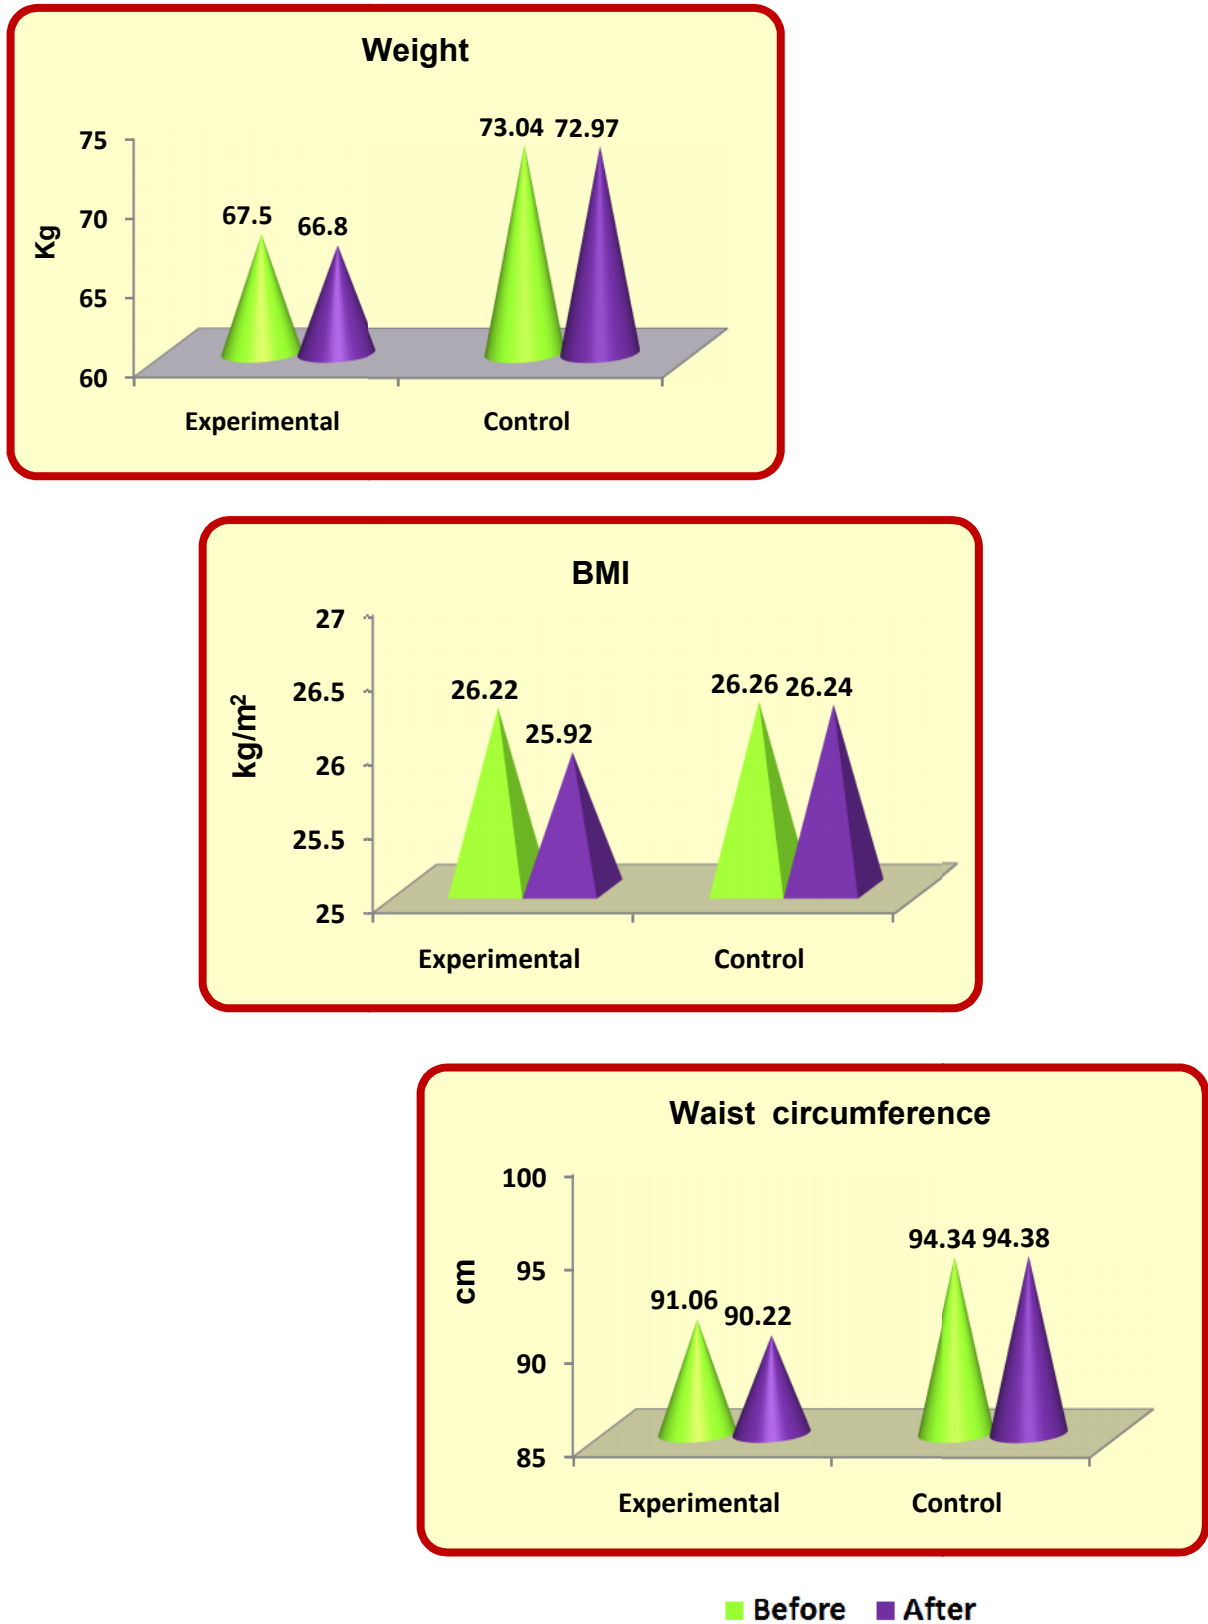 Weight
73.04 72.97
75
67.5
66.8
70
Kg
65
60
Experimental Control
BMI
27
26.5
26.22
25.92
26.26 26.24
kg/m²
26
25.5
25
Experimental Control
Waist circumference
100
94.34 94.38
95
cm
91.06
90.22
90
85
Experimental Control
Before After